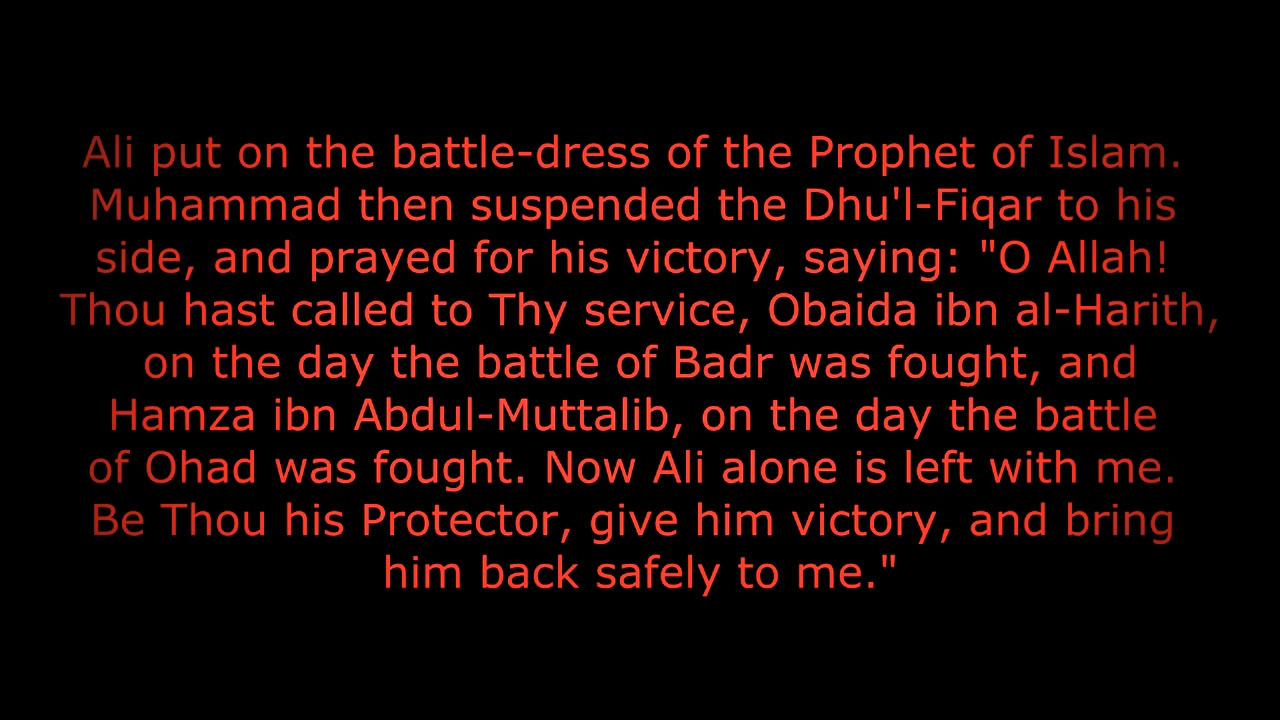 Ali put on the battle-dress of the Prophet of Islam.
Muhammad then suspended the Dhu'l-Fiqar to his
side, and prayed for his victory, saying: "O Allah!
Thou hast called to Thy service, Obaida ibn al-Harith,
on the day the battle of Badr was fought, and
Hamza ibn Abdul-Muttalib, on the day the battle
of Ohad was fought. Now Ali alone is left with me.
Be Thou his Protector, give him victory, and bring
him back safely to me."